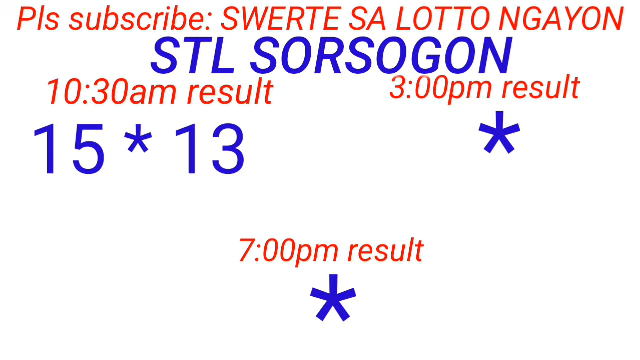 Pls subscribe: SWERTE SA LOTTO NGAYON
STL SORSOGON
10:30am result
15 * 13
3:00pm result
*
7:00pm result
*